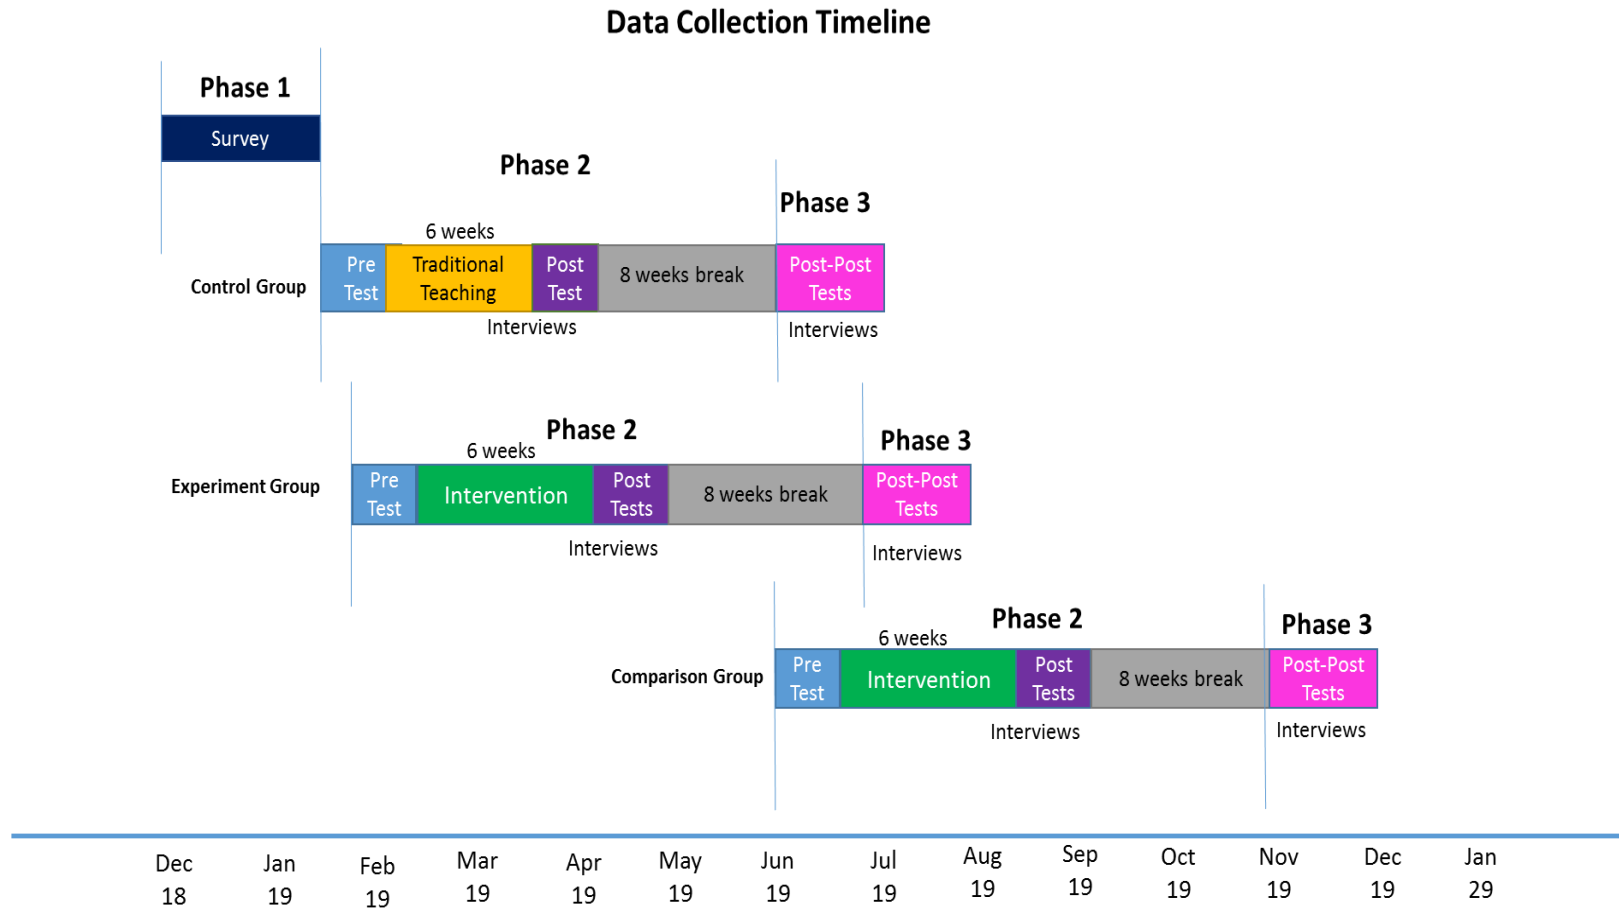 Data Collection Timeline
Phase 1
Survey
Phase 2
Phase 3
6 weeks
Control Group
Pre
Test
Traditional
Teaching
Post
Test
8 weeks break
Post-Post
Tests
Interviews
Interviews
Phase 2
Phase 3
6 weeks
Experiment Group
Pre
Test
Intervention
Post
Tests
8 weeks break
Post-Post
Tests
Interviews
Interviews
Phase 2
Phase 3
6 weeks
Comparison Group
Pre
Test
Intervention
Post
Tests
8 weeks break
Post-Post
Tests
Interviews
Interviews
Dec
18
Jan
19
Feb
19
Mar
19
Apr
19
May
19
Jun
19
Jul
19
Aug
19
Sep
19
Oct
19
Nov
19
Dec
19
Jan
29